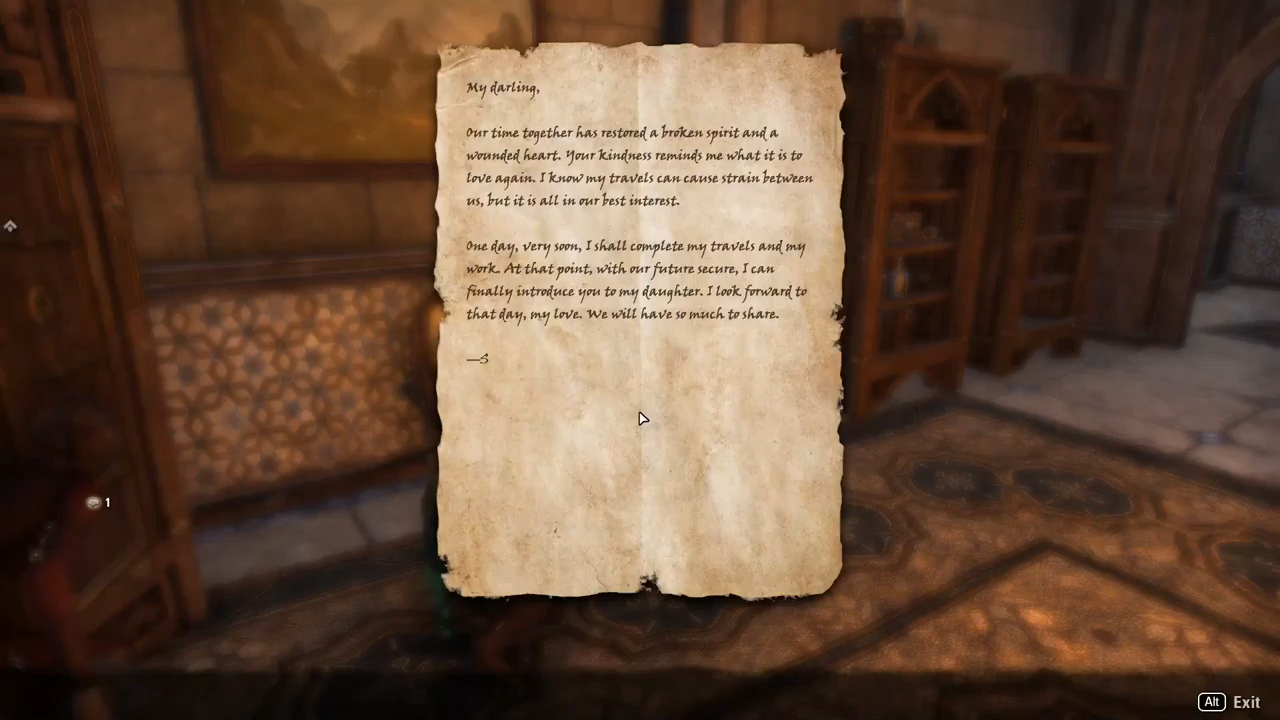 My darling,
Our time together has restored a broken spirit and a
wounded heart. Your kindness reminds me what it is to
love again. I know my travels can cause strain between
us, but it is all in our best interest.
One day, very soon, I shall complete my travels and my
work. At that point, with our future secure, I can
finally introduce you to my daughter. I look forward to
that day, my love. We will have so much to share.
—S
1
Alt Exit